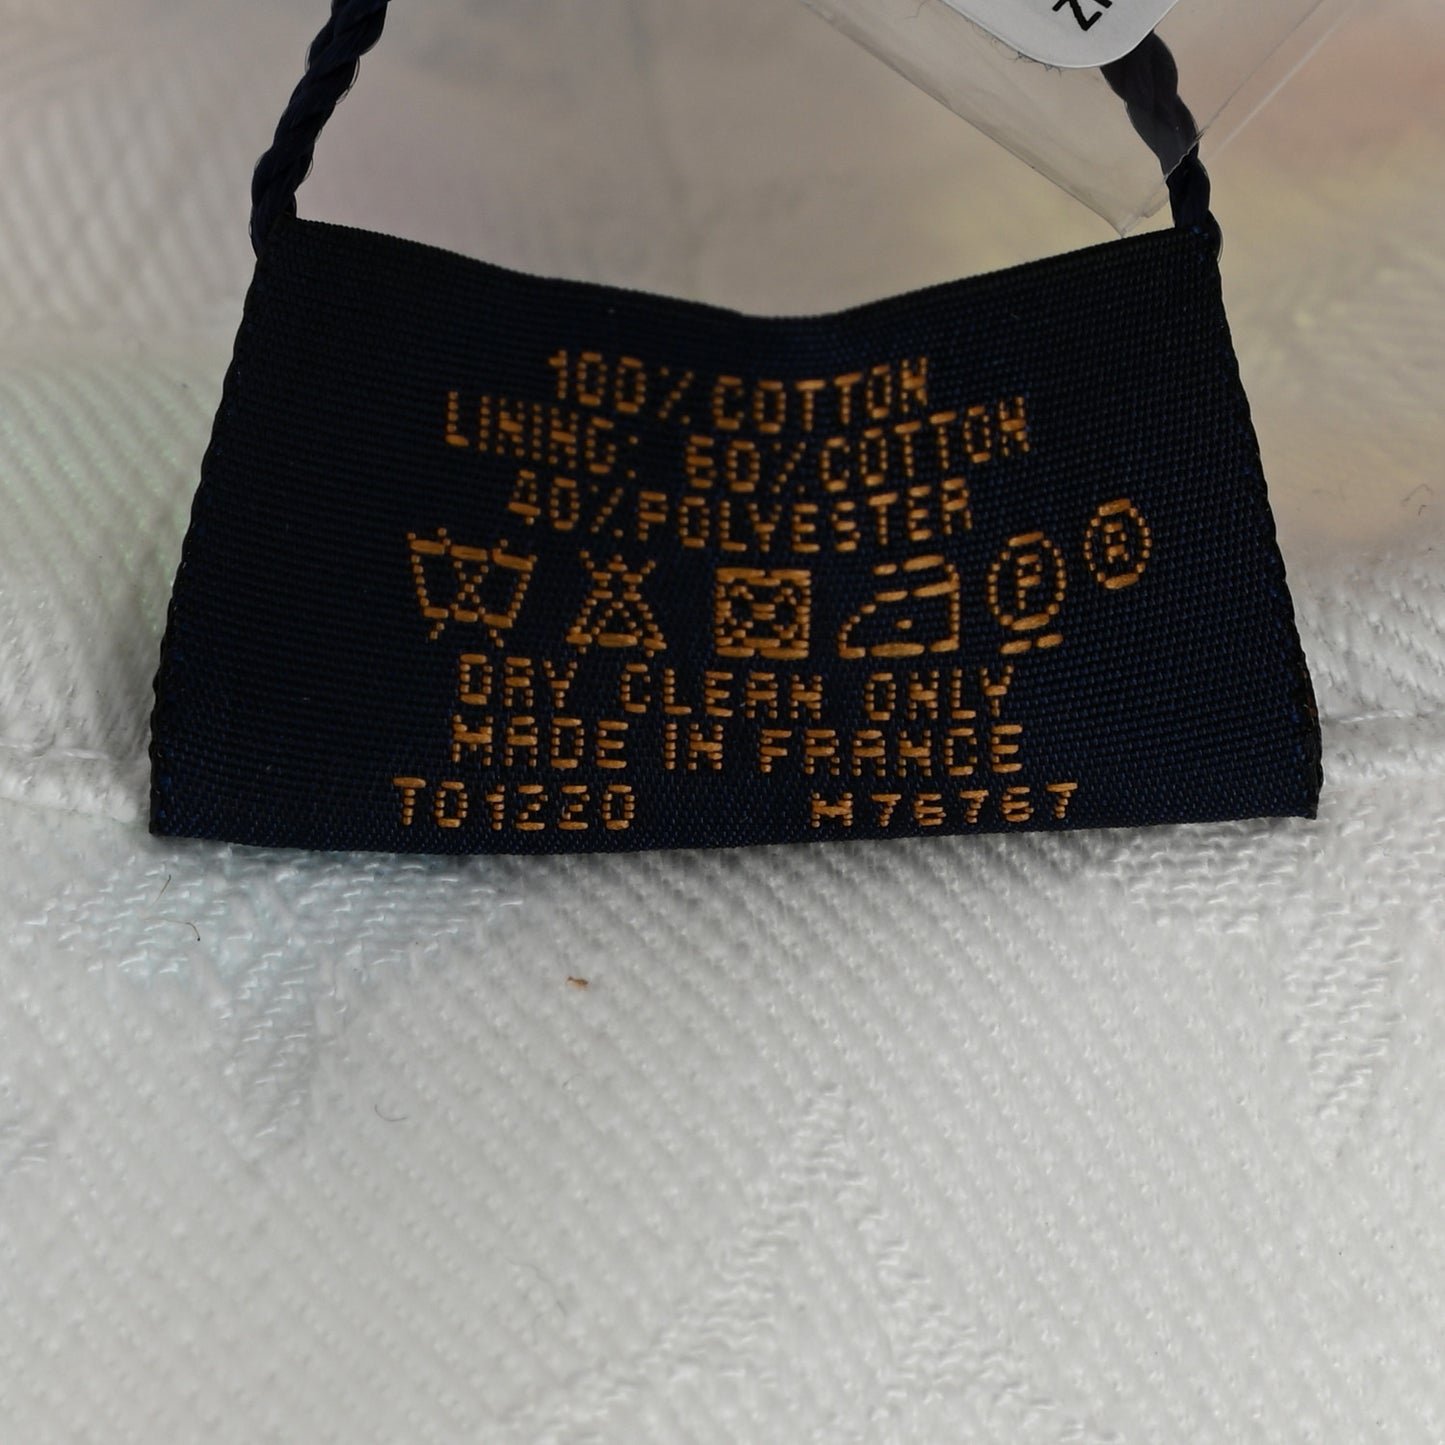 100% COTTON
LINING: 60% COTTON
40% POLYESTER
P
A
DRY CLEAN ONLY
MADE IN FRANCE
TO1220 M76767